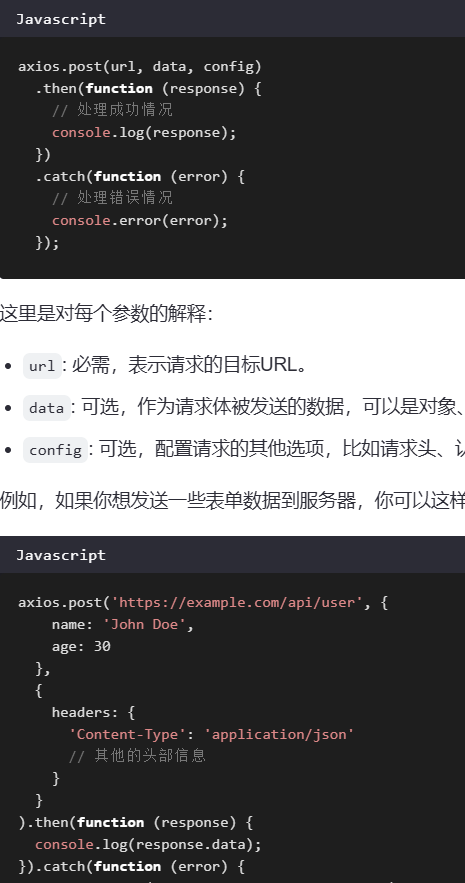 Javascript
axios.post(url, data, config)
  .then(function (response) {
    // 处理成功情况
    console.log(response);
  })
  .catch(function (error) {
    // 处理错误情况
    console.error(error);
  });
这里是对每个参数的解释：
• url: 必需，表示请求的目标URL。
• data: 可选，作为请求体被发送的数据，可以是对象、
• config: 可选，配置请求的其他选项，比如请求头、
例如，如果你想发送一些表单数据到服务器，你可以这样
Javascript
axios.post('https://example.com/api/user', {
    name: 'John Doe',
    age: 30
  },
  {
    headers: {
      'Content-Type': 'application/json'
      // 其他的头部信息
    }
  }
).then(function (response) {
  console.log(response.data);
}).catch(function (error) {